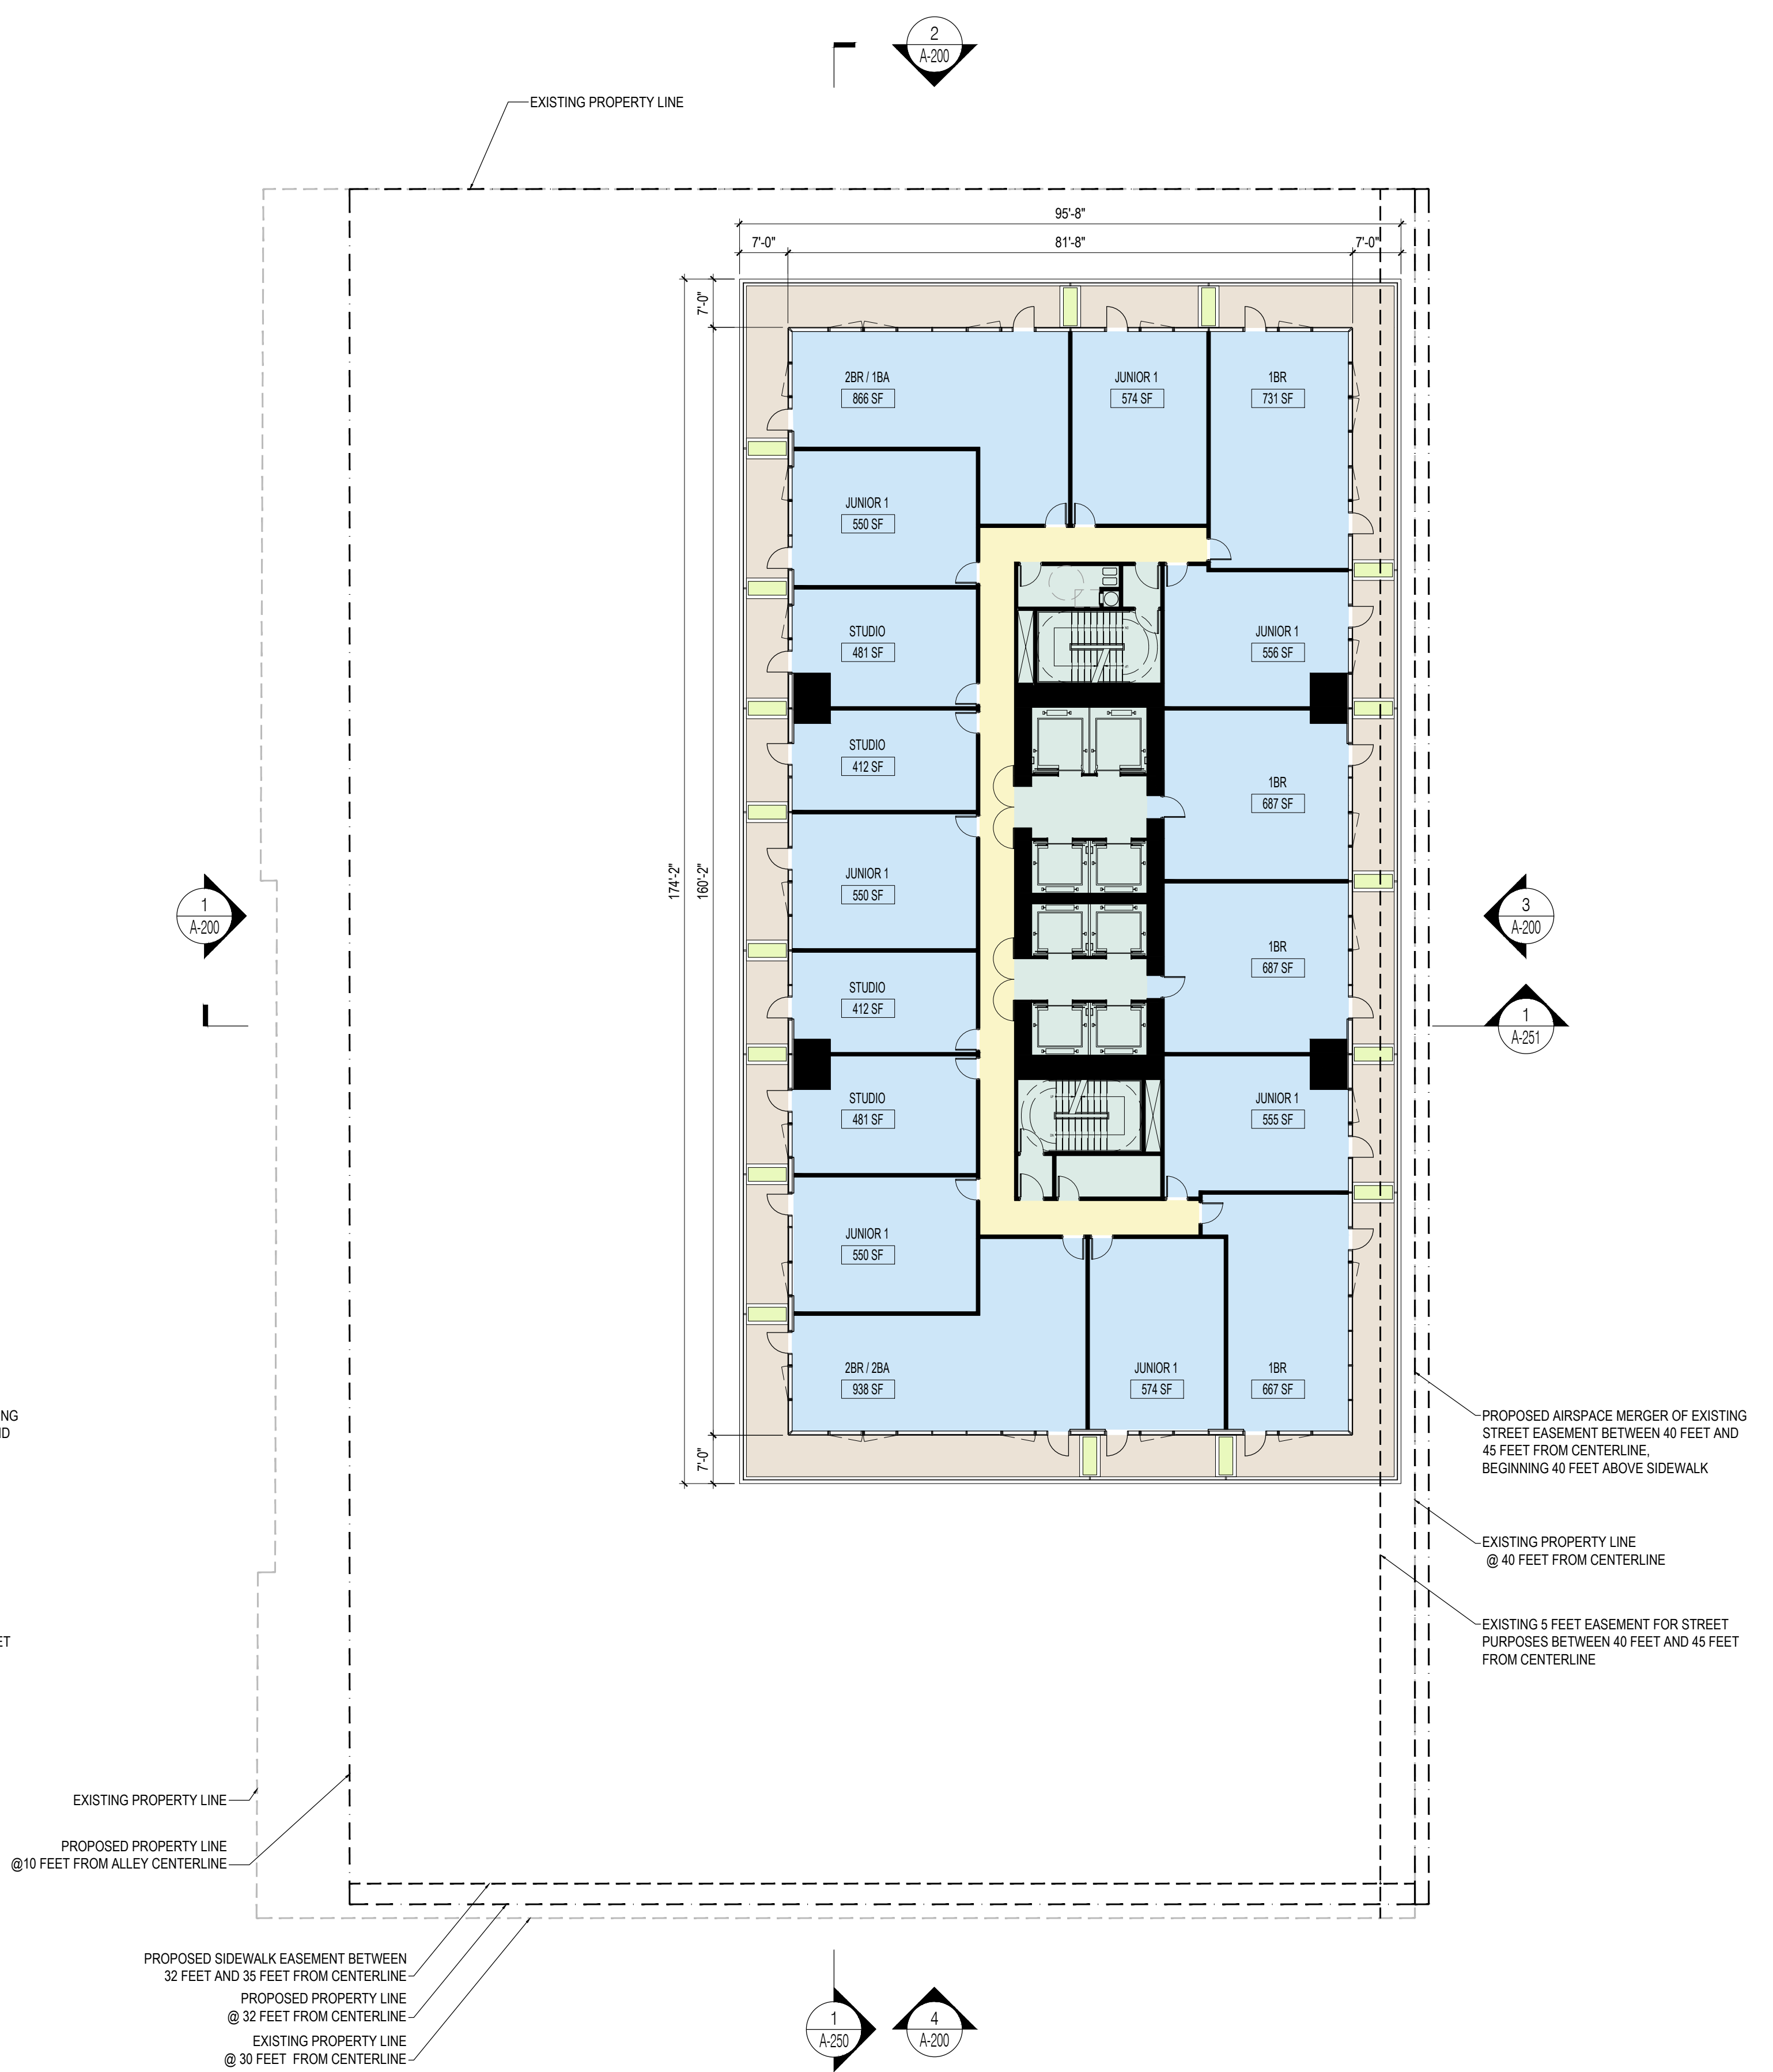 2
A-200
EXISTING PROPERTY LINE
95'-8"
7'-0"
81'-8"
7'-0"
7'-0"
174'-2"
160'-2"
7'-0"
2BR / 1BA
866 SF
JUNIOR 1
574 SF
1BR
731 SF
JUNIOR 1
550 SF
STUDIO
481 SF
JUNIOR 1
556 SF
STUDIO
412 SF
1BR
687 SF
JUNIOR 1
550 SF
1
A-200
3
A-200
1BR
687 SF
STUDIO
412 SF
1
A-251
STUDIO
481 SF
JUNIOR 1
555 SF
JUNIOR 1
550 SF
2BR / 2BA
938 SF
JUNIOR 1
574 SF
1BR
667 SF
NG
ET
PROPOSED AIRSPACE MERGER OF EXISTING
STREET EASEMENT BETWEEN 40 FEET AND
45 FEET FROM CENTERLINE,
BEGINNING 40 FEET ABOVE SIDEWALK
EXISTING PROPERTY LINE
@ 40 FEET FROM CENTERLINE
EXISTING 5 FEET EASEMENT FOR STREET
PURPOSES BETWEEN 40 FEET AND 45 FEET
FROM CENTERLINE
EXISTING PROPERTY LINE
PROPOSED PROPERTY LINE
@10 FEET FROM ALLEY CENTERLINE
PROPOSED SIDEWALK EASEMENT BETWEEN
32 FEET AND 35 FEET FROM CENTERLINE
PROPOSED PROPERTY LINE
@ 32 FEET FROM CENTERLINE
EXISTING PROPERTY LINE
@ 30 FEET FROM CENTERLINE
1
A-250
4
A-200